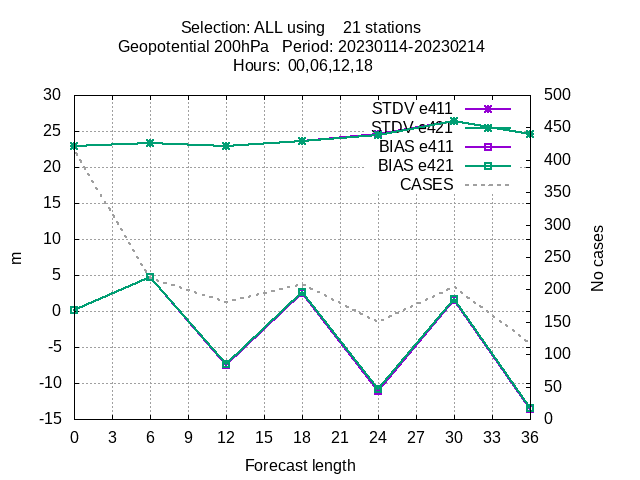 Selection: ALL using    21 stations
Geopotential 200hPa   Period: 20230114-20230214
Hours:  00,06,12,18
STDV e411
STDV e421
BIAS e411
BIAS e421
CASES
30
25
20
15
10
5
0
-5
-10
-15
m
500
450
400
350
300
250
200
150
100
50
0
No cases
0 3 6 9 12 15 18 21 24 27 30 33 36
Forecast length